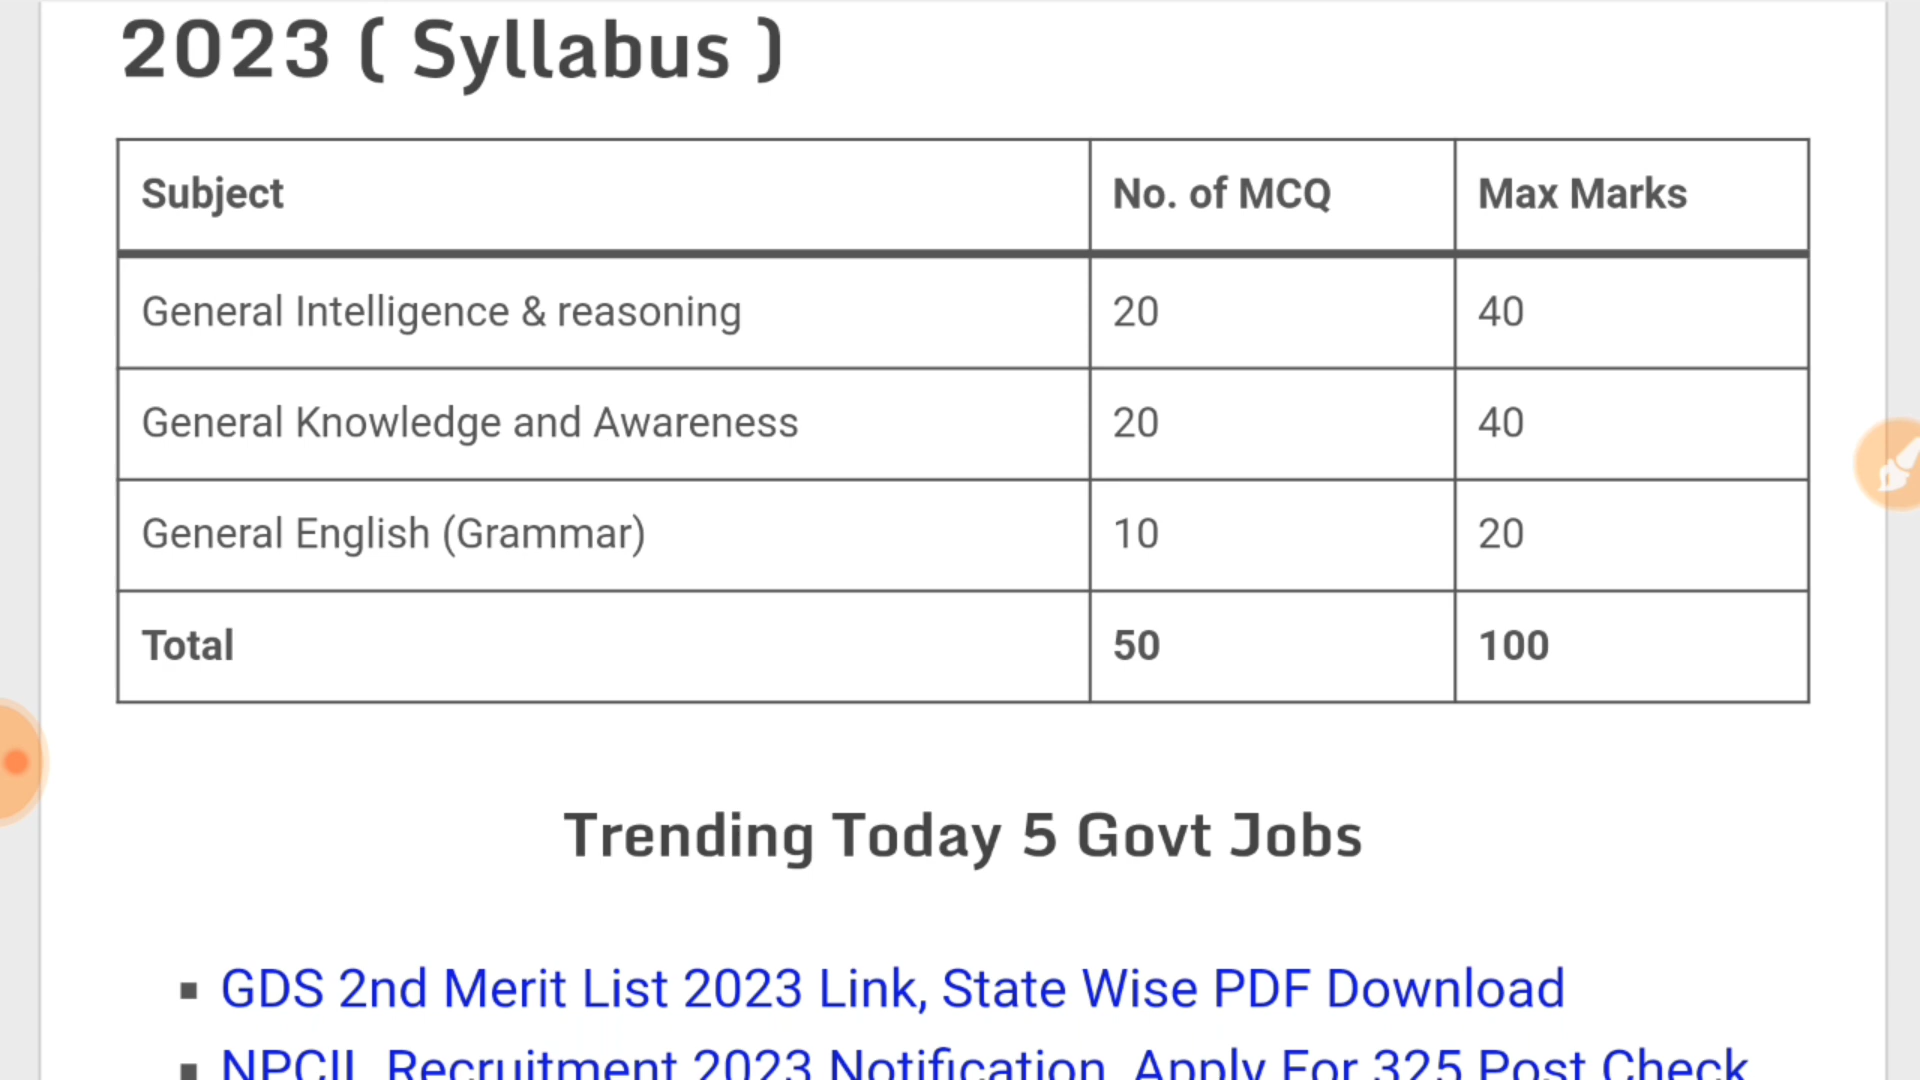 2023 ( Syllabus )
Subject No. of MCQ Max Marks
General Intelligence & reasoning 20 40
General Knowledge and Awareness 20 40
General English (Grammar) 10 20
Total 50 100
Trending Today 5 Govt Jobs
GDS 2nd Merit List 2023 Link, State Wise PDF Download
NPCIL Recruitment 2023 Notification, Apply For 325 Post Check